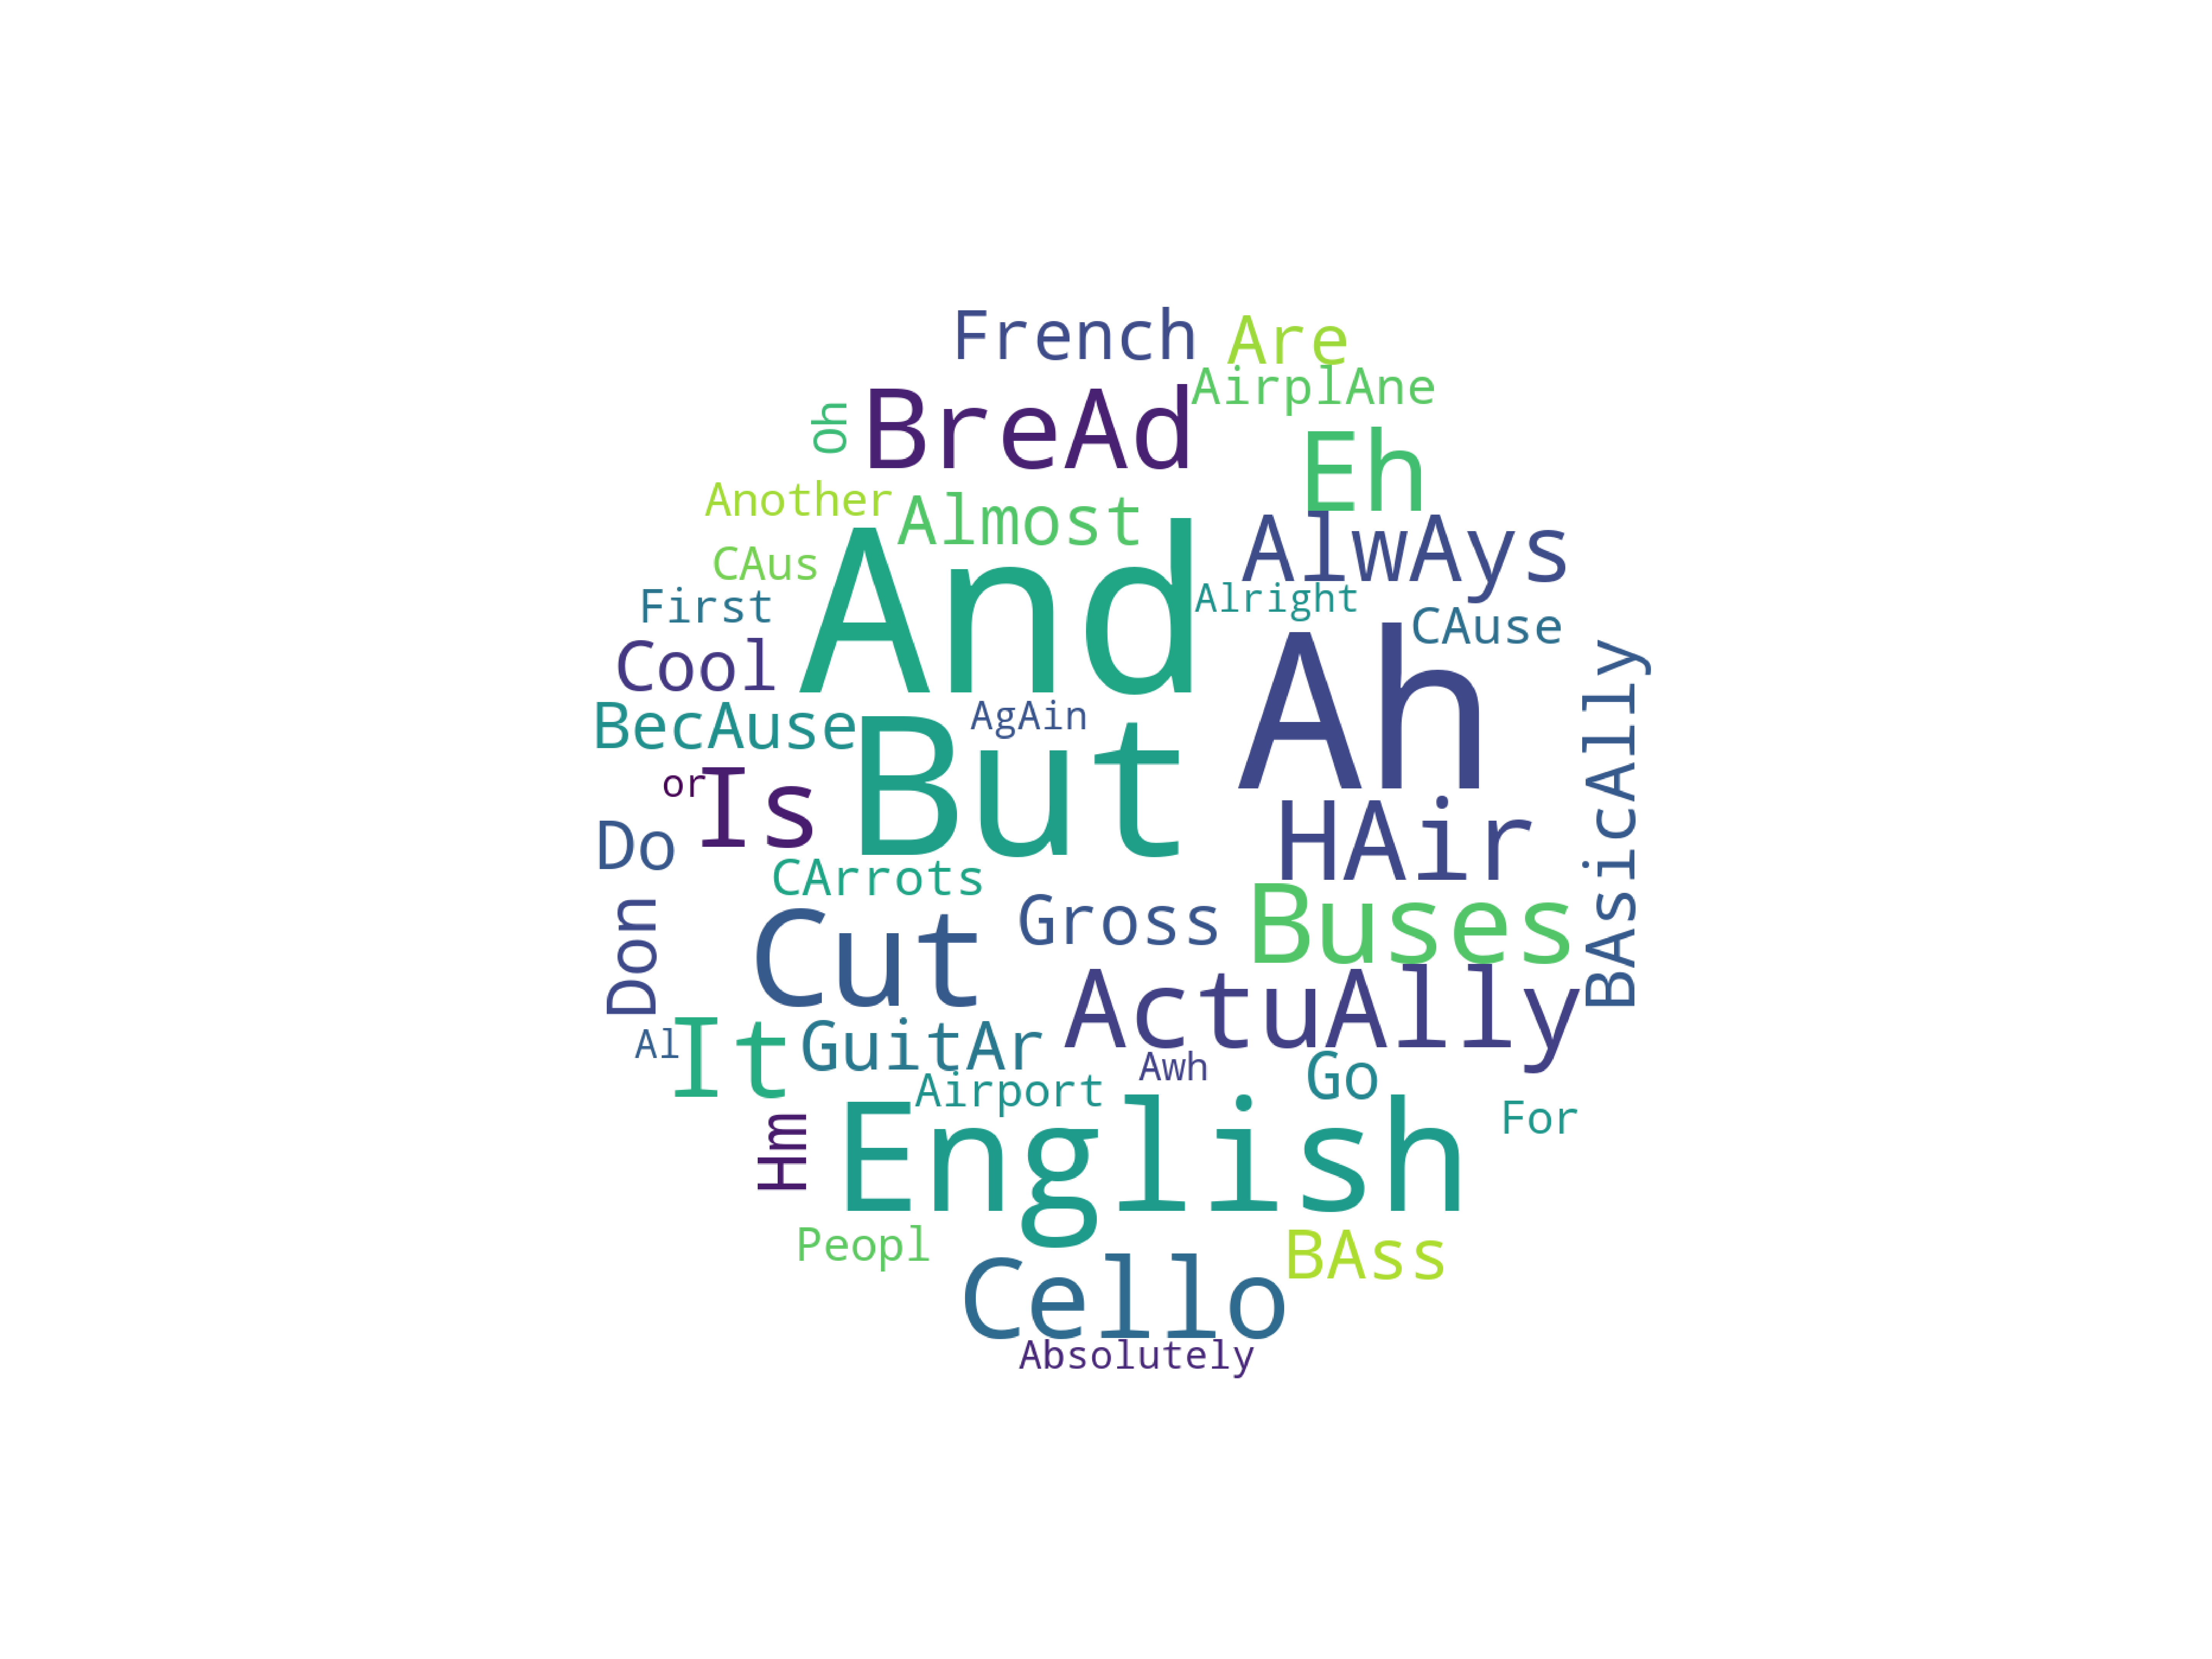 French
Are
AirplAne
BreAd
Oh
Eh
Another
Almost
AlwAys
CAus
And
Alright
First
CAuse
Cool
Ah
BecAuse
AgAin
But
BAsicAlly
or
Is
HAir
Do
CArrots
Gross
Buses
Don
Cut
ActuAlly
Al
It
GuitAr
Awh
Go
Airport
For
Hm
English
Peopl
BAss
Cello
Absolutely